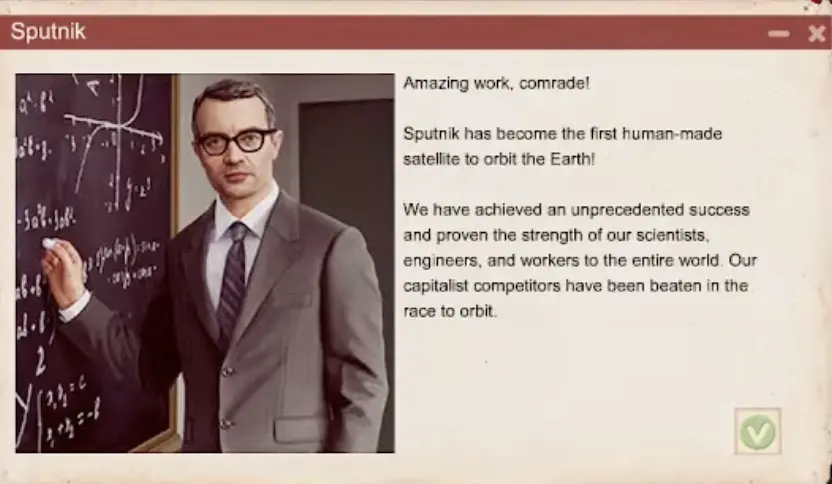 Sputnik
Amazing work, comrade!
Sputnik has become the first human-made
satellite to orbit the Earth!
We have achieved an unprecedented success
and proven the strength of our scientists,
engineers, and workers to the entire world. Our
capitalist competitors have been beaten in the
race to orbit.